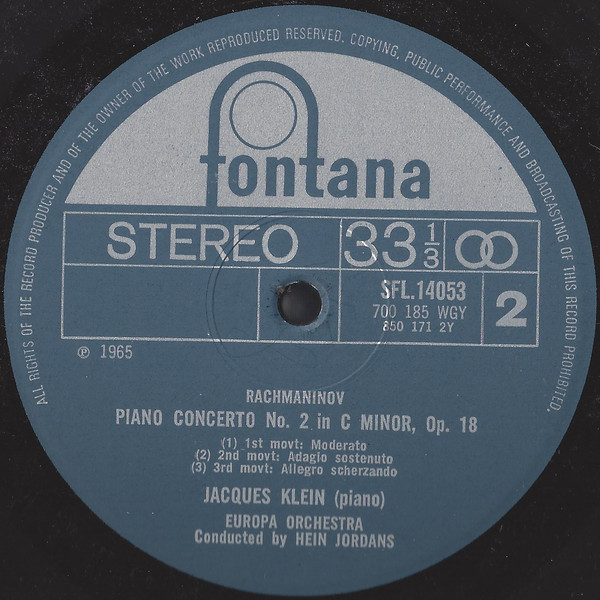 ALL RIGHTS OF THE RECORD PRODUCER AND OF THE OWNER OF THE WORK REPRODUCED RESERVED. COPYING, PUBLIC PERFORMANCE AND BROADCASTING OF THIS RECORD PROHIBITED.
fontana
STEREO 33 1/3
SFL.14053
700 185 WGY
850 171 2Y
2
℗ 1965
RACHMANINOV
PIANO CONCERTO No. 2 in C MINOR, Op. 18
(1) 1st movt: Moderato
(2) 2nd movt: Adagio sostenuto
(3) 3rd movt: Allegro scherzando
JACQUES KLEIN (piano)
EUROPA ORCHESTRA
Conducted by HEIN JORDANS